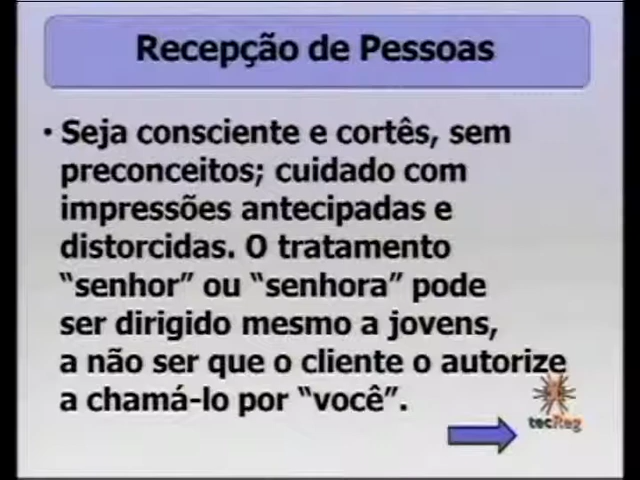 Recepção de Pessoas
• Seja consciente e cortês, sem
preconceitos; cuidado com
impressões antecipadas e
distorcidas. O tratamento
“senhor” ou “senhora” pode
ser dirigido mesmo a jovens,
a não ser que o cliente o autorize
a chamá-lo por “você”.
tecReg